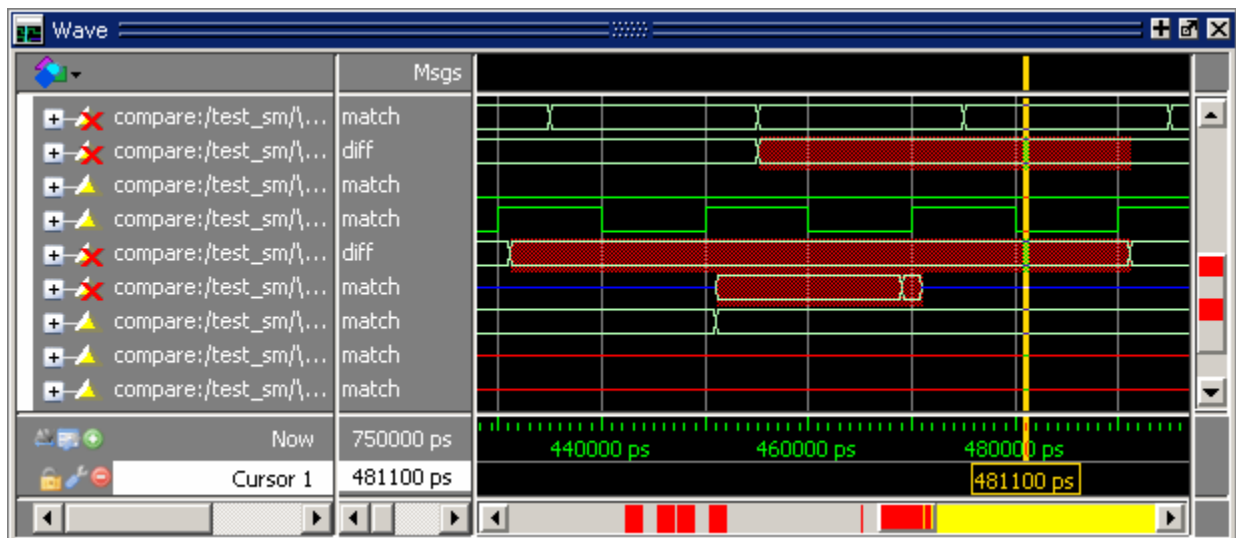 Wave
Msgs
compare:/test_sm/\... match
compare:/test_sm/\... diff
compare:/test_sm/\... match
compare:/test_sm/\... match
compare:/test_sm/\... diff
compare:/test_sm/\... match
compare:/test_sm/\... match
compare:/test_sm/\... match
compare:/test_sm/\... match
Now 750000 ps 440000 ps 460000 ps 480000 ps
Cursor 1 481100 ps 481100 ps